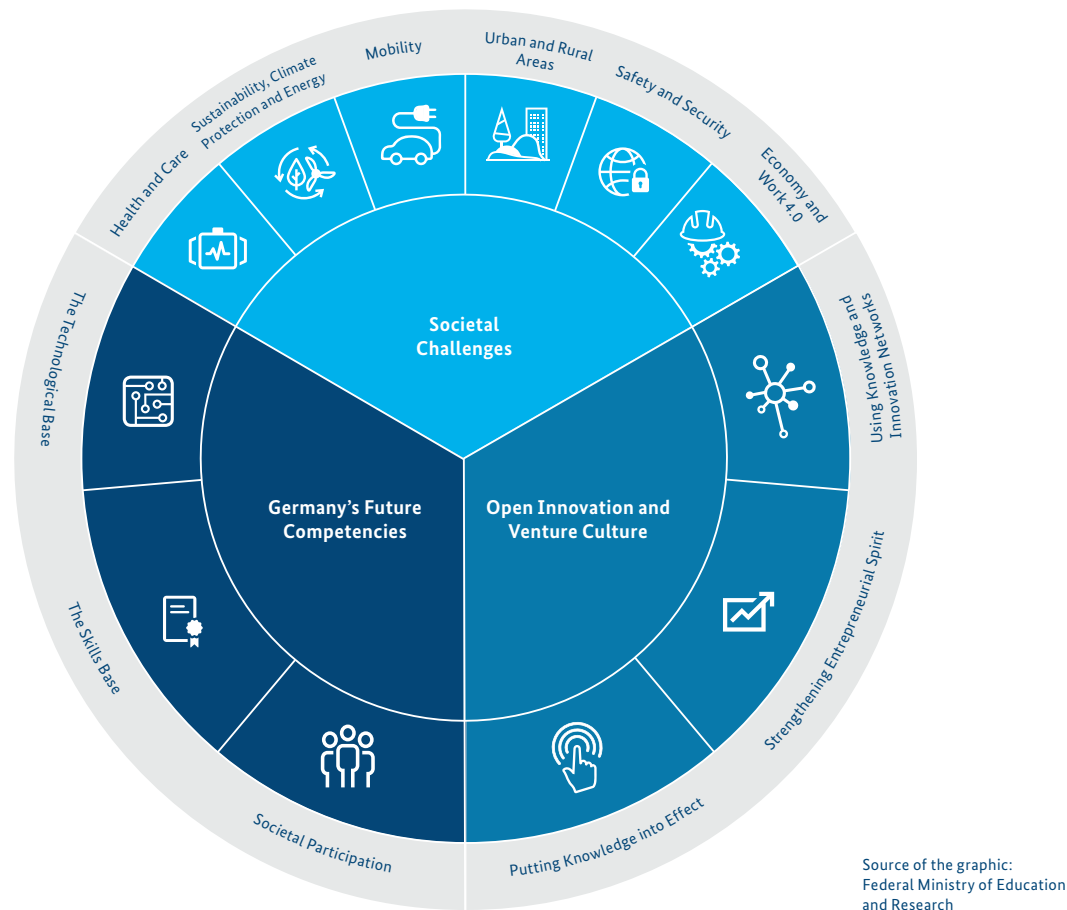 Health and Care
Sustainability, Climate
Protection and Energy
Mobility
Urban and Rural
Areas
Safety and Security
Economy and
Work 4.0
Societal
Challenges
The Technological Base
The Skills Base
Societal Participation
Germany's Future
Competencies
Open Innovation and
Venture Culture
Using Knowledge and
Innovation Networks
Strengthening Entrepreneurial Spirit
Putting Knowledge into Effect
Source of the graphic:
Federal Ministry of Education
and Research